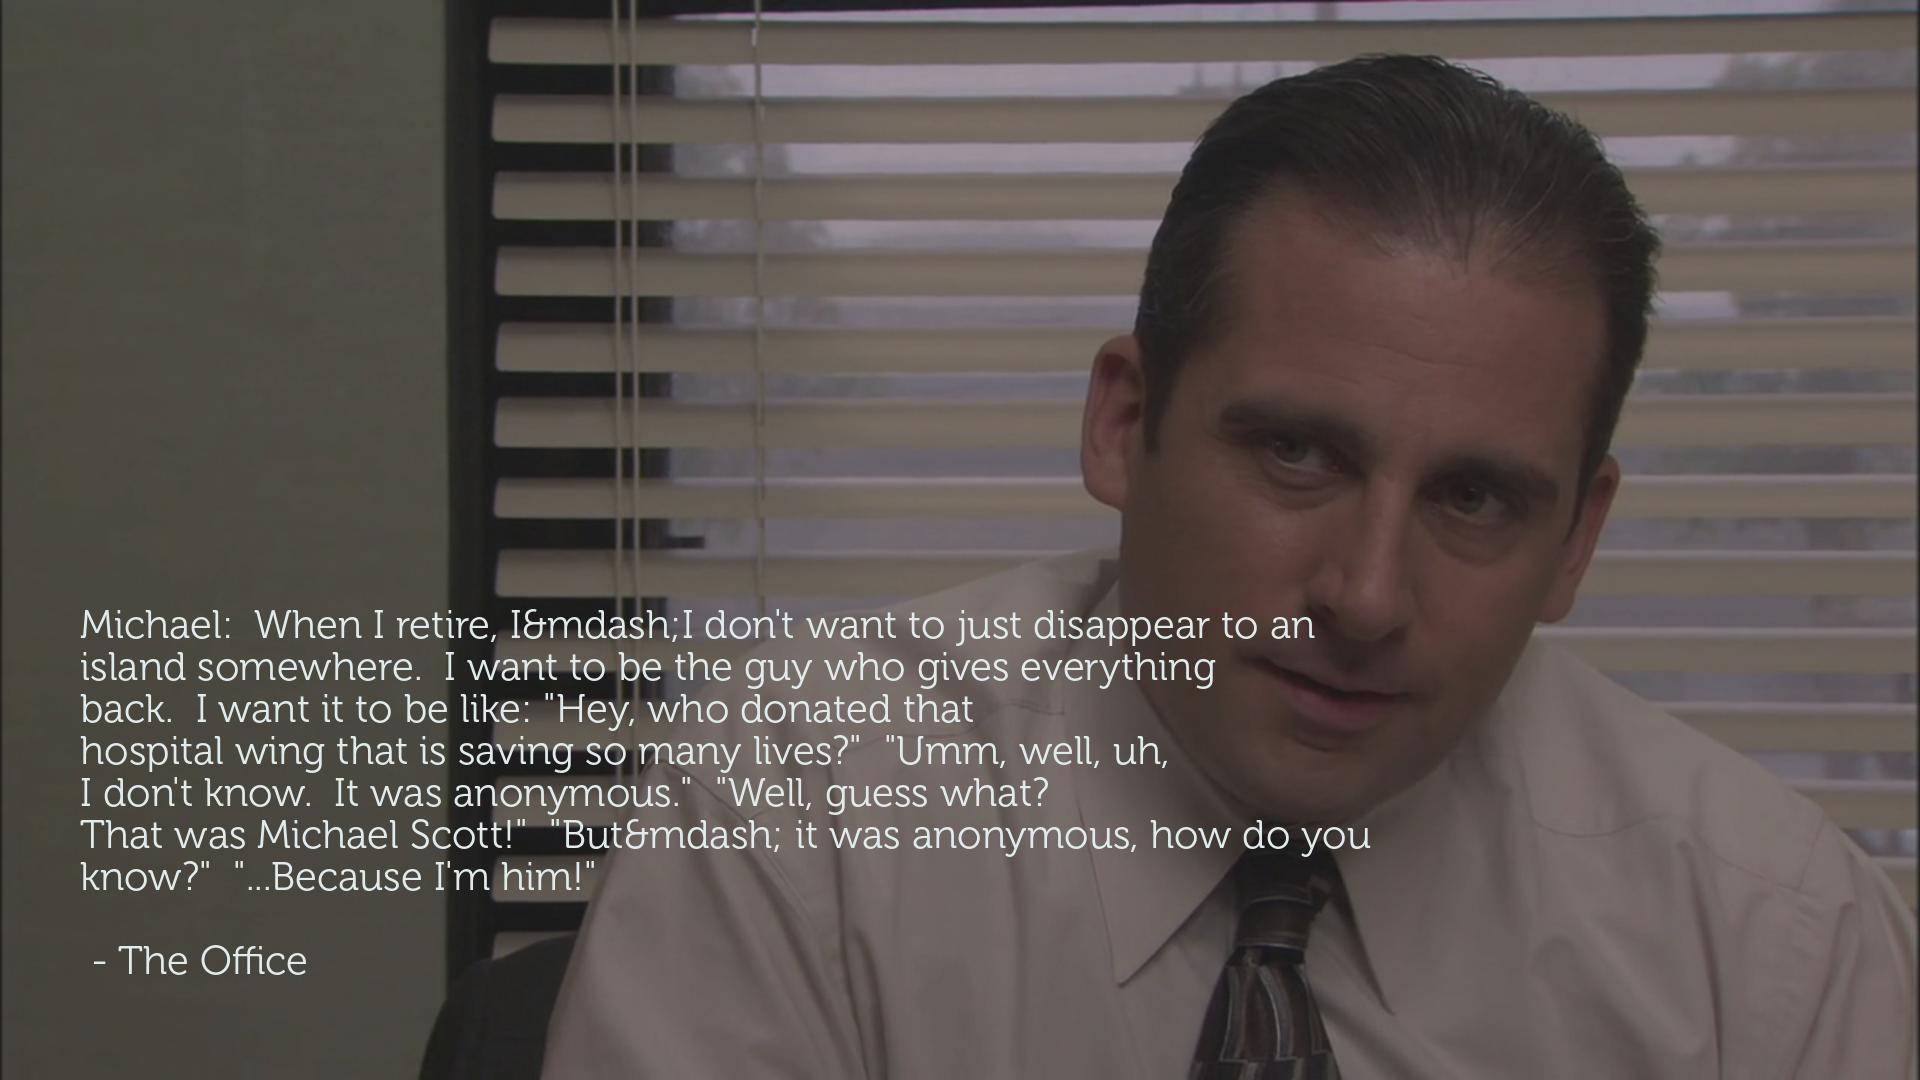 Michael:  When I retire, I&mdash;I don't want to just disappear to an
island somewhere.  I want to be the guy who gives everything
back.  I want it to be like: "Hey, who donated that
hospital wing that is saving so many lives?"  "Umm, well, uh,
I don't know.  It was anonymous."  "Well, guess what?
That was Michael Scott!"  "But&mdash; it was anonymous, how do you
know?"  "...Because I'm him!"
- The Office